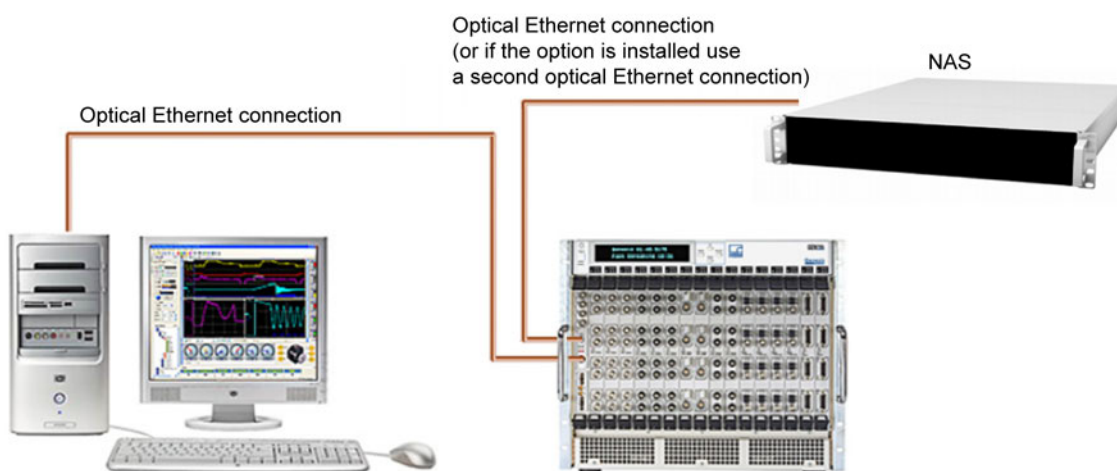 Optical Ethernet connection
(or if the option is installed use
a second optical Ethernet connection)
NAS
Optical Ethernet connection